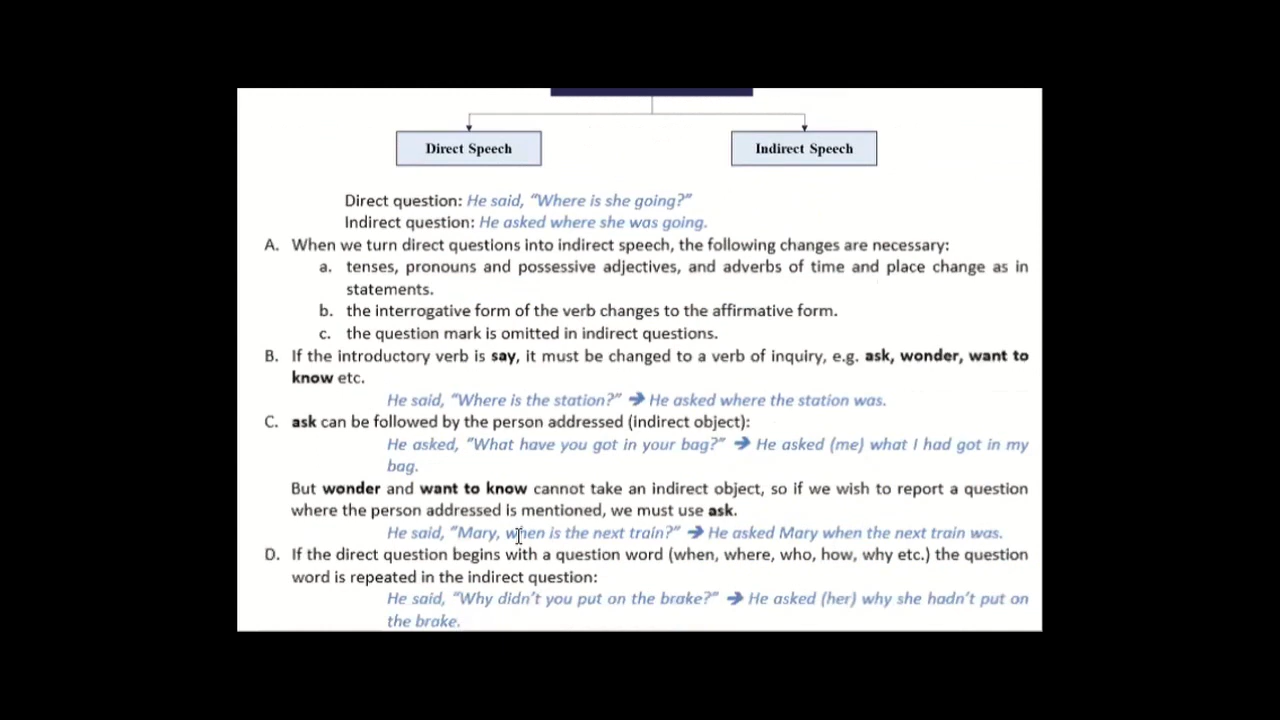 Direct Speech
Indirect Speech
Direct question: He said, “Where is she going?”
Indirect question: He asked where she was going.
A. When we turn direct questions into indirect speech, the following changes are necessary:
a. tenses, pronouns and possessive adjectives, and adverbs of time and place change as in
statements.
b. the interrogative form of the verb changes to the affirmative form.
c. the question mark is omitted in indirect questions.
B. If the introductory verb is say, it must be changed to a verb of inquiry, e.g. ask, wonder, want to
know etc.
He said, “Where is the station?” ➔ He asked where the station was.
C. ask can be followed by the person addressed (indirect object):
He asked, “What have you got in your bag?” ➔ He asked (me) what I had got in my
bag.
But wonder and want to know cannot take an indirect object, so if we wish to report a question
where the person addressed is mentioned, we must use ask.
He said, “Mary, when is the next train?” ➔ He asked Mary when the next train was.
D. If the direct question begins with a question word (when, where, who, how, why etc.) the question
word is repeated in the indirect question:
He said, “Why didn’t you put on the brake?” ➔ He asked (her) why she hadn’t put on
the brake.